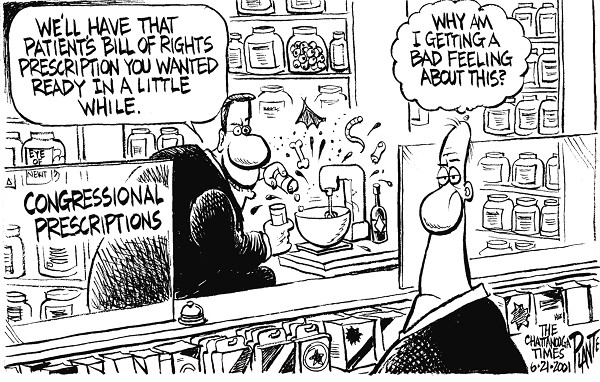 WE'LL HAVE THAT
PATIENT'S BILL OF RIGHTS
PRESCRIPTION YOU WANTED
READY IN A LITTLE
WHILE.
WHY AM
I GETTING A
BAD FEELING
ABOUT THIS?
EYE
OF
NEWT
CONGRESSIONAL
PRESCRIPTIONS
THE
CHATTANOOGA
TIMES
6-21-2001
PLANTE